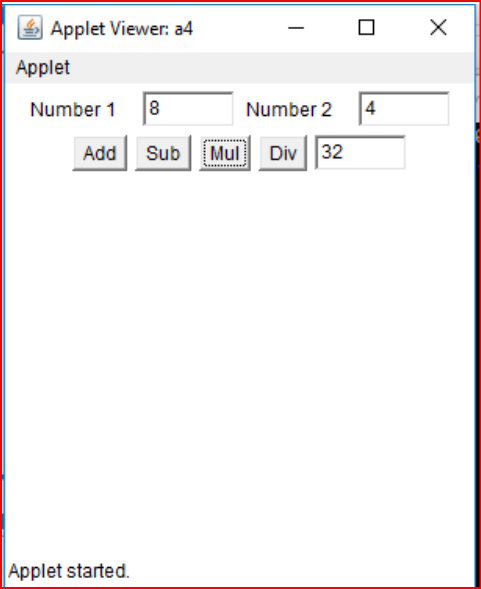 Applet Viewer: a4
Applet
Number 1 8 Number 2 4
Add Sub Mul Div 32
Applet started.